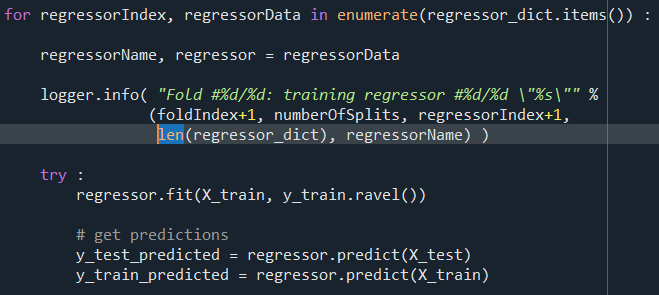 for regressorIndex, regressorData in enumerate(regressor_dict.items()) :
regressorName, regressor = regressorData
logger.info( "Fold #%d/%d: training regressor #%d/%d \"%s\"" %
(foldIndex+1, numberOfSplits, regressorIndex+1,
len(regressor_dict), regressorName) )
try :
regressor.fit(X_train, y_train.ravel())
# get predictions
y_test_predicted = regressor.predict(X_test)
y_train_predicted = regressor.predict(X_train)